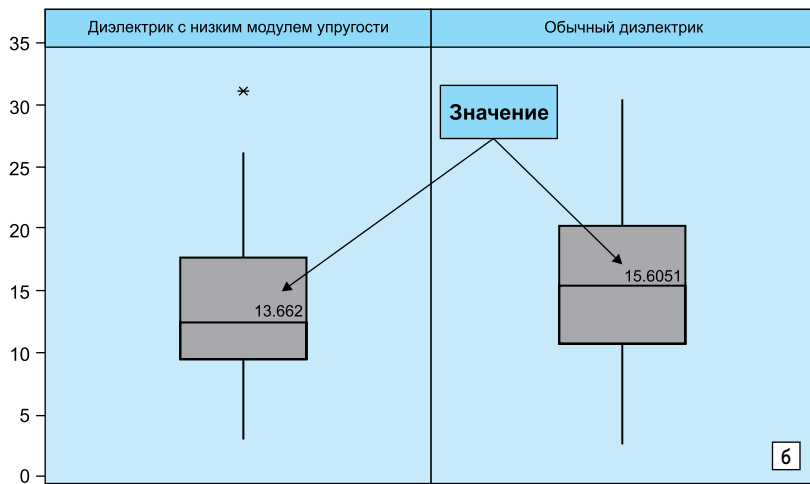 Диэлектрик с низким модулем упругости
Обычный диэлектрик
35
30
25
20
15
10
5
0
Значение
13.662
15.6051
б